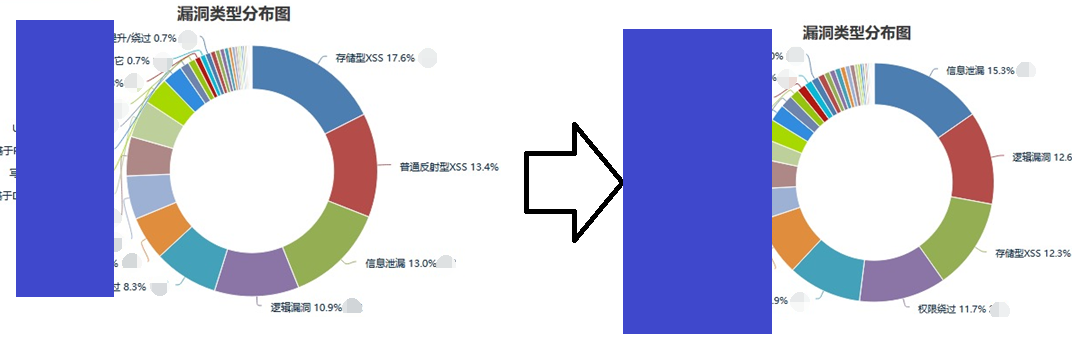 漏洞类型分布图
提升/绕过 0.7%
它 0.7%
存储型XSS 17.6%
普通反射型XSS 13.4%
信息泄漏 13.0%
逻辑漏洞 10.9%
过 8.3%
漏洞类型分布图
信息泄漏 15.3%
逻辑漏洞 12.6
存储型XSS 12.3%
权限绕过 11.7%
.9%